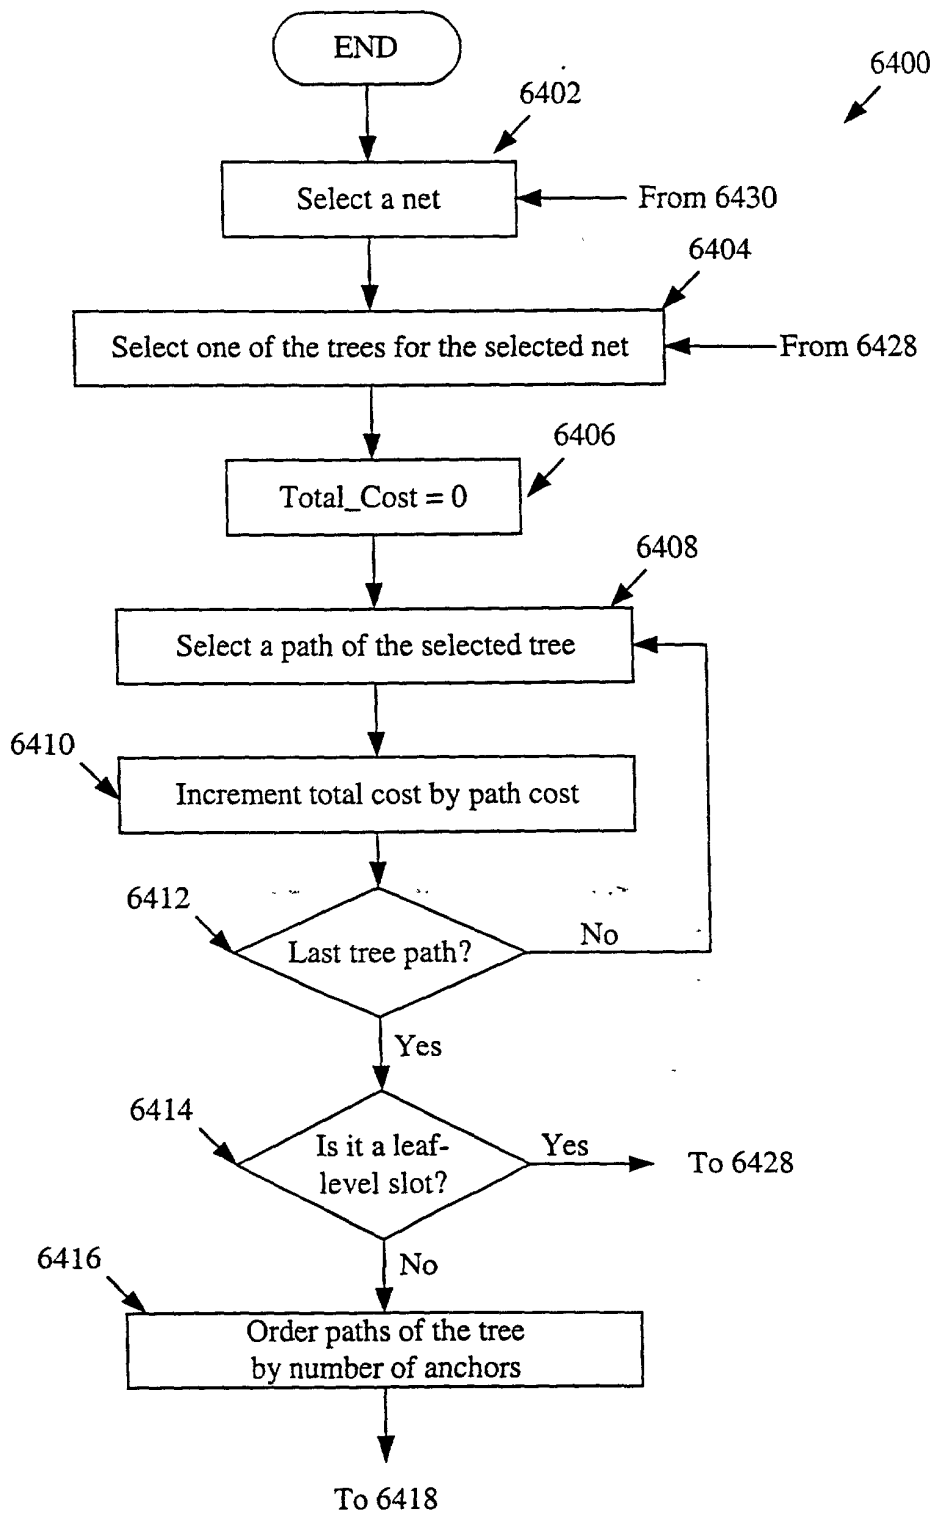 END
6400
6402
Select a net
From 6430
6404
Select one of the trees for the selected net
From 6428
6406
Total_Cost = 0
6408
Select a path of the selected tree
6410
Increment total cost by path cost
6412
Last tree path?
No
Yes
6414
Is it a leaf-
level slot?
Yes
To 6428
No
6416
Order paths of the tree
by number of anchors
To 6418